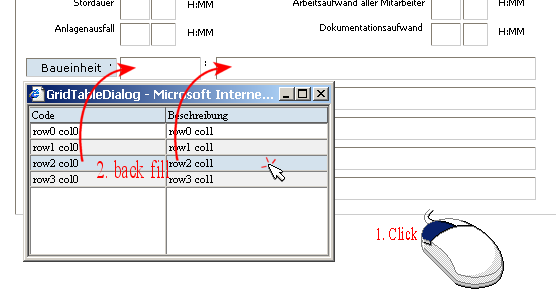 Stördauer H:MM Arbeitsaufwand aller Mitarbeiter H:MM
Anlagenausfall H:MM Dokumentationsaufwand H:MM
Baueinheit * :
GridTableDialog - Microsoft Interne...
Code Beschreibung
row0 col0 row0 col1
row1 col0 row1 col1
row2 col0 row2 col1
2. back fill
row3 col0 row3 col1
1. Click